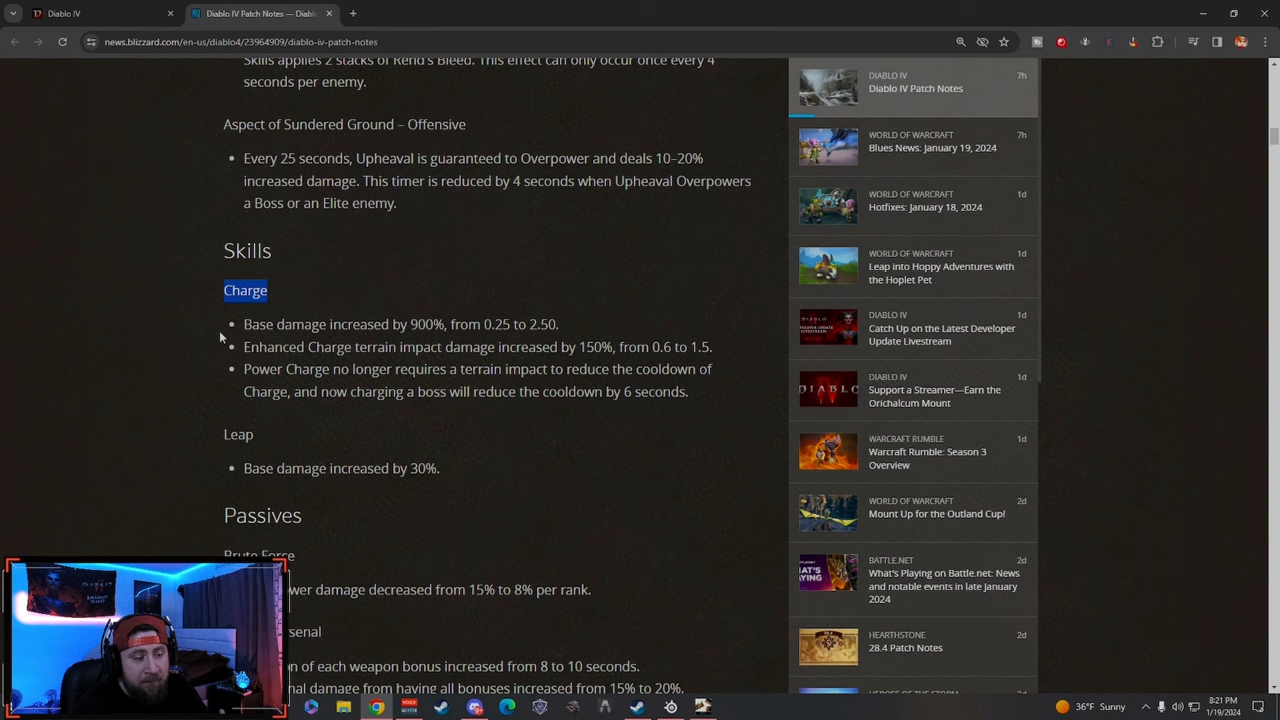 Diablo IV
Diablo IV Patch Notes — Diabl
news.blizzard.com/en-us/diablo4/23964909/diablo-iv-patch-notes
Skills applies 2 stacks of Rend's Bleed. This effect can only occur once every 4
seconds per enemy.
Aspect of Sundered Ground – Offensive
Every 25 seconds, Upheaval is guaranteed to Overpower and deals 10–20%
increased damage. This timer is reduced by 4 seconds when Upheaval Overpowers
a Boss or an Elite enemy.
Skills
Charge
Base damage increased by 900%, from 0.25 to 2.50.
Enhanced Charge terrain impact damage increased by 150%, from 0.6 to 1.5.
Power Charge no longer requires a terrain impact to reduce the cooldown of
Charge, and now charging a boss will reduce the cooldown by 6 seconds.
Leap
Base damage increased by 30%.
Passives
Brute Force
wer damage decreased from 15% to 8% per rank.
rsenal
on of each weapon bonus increased from 8 to 10 seconds.
nal damage from having all bonuses increased from 15% to 20%.
DIABLO IV
7h
Diablo IV Patch Notes
WORLD OF WARCRAFT
7h
Blues News: January 19, 2024
WORLD OF WARCRAFT
1d
Hotfixes: January 18, 2024
WORLD OF WARCRAFT
1d
Leap into Hoppy Adventures with
the Hoplet Pet
DIABLO IV
1d
Catch Up on the Latest Developer
Update Livestream
DIABLO IV
1d
Support a Streamer—Earn the
Orichalcum Mount
WARCRAFT RUMBLE
1d
Warcraft Rumble: Season 3
Overview
WORLD OF WARCRAFT
2d
Mount Up for the Outland Cup!
BATTLE.NET
2d
What's Playing on Battle.net: News
and notable events in late January
2024
HEARTHSTONE
2d
28.4 Patch Notes
HEROES OF THE STORM
36°F Sunny
8:21 PM
1/19/2024